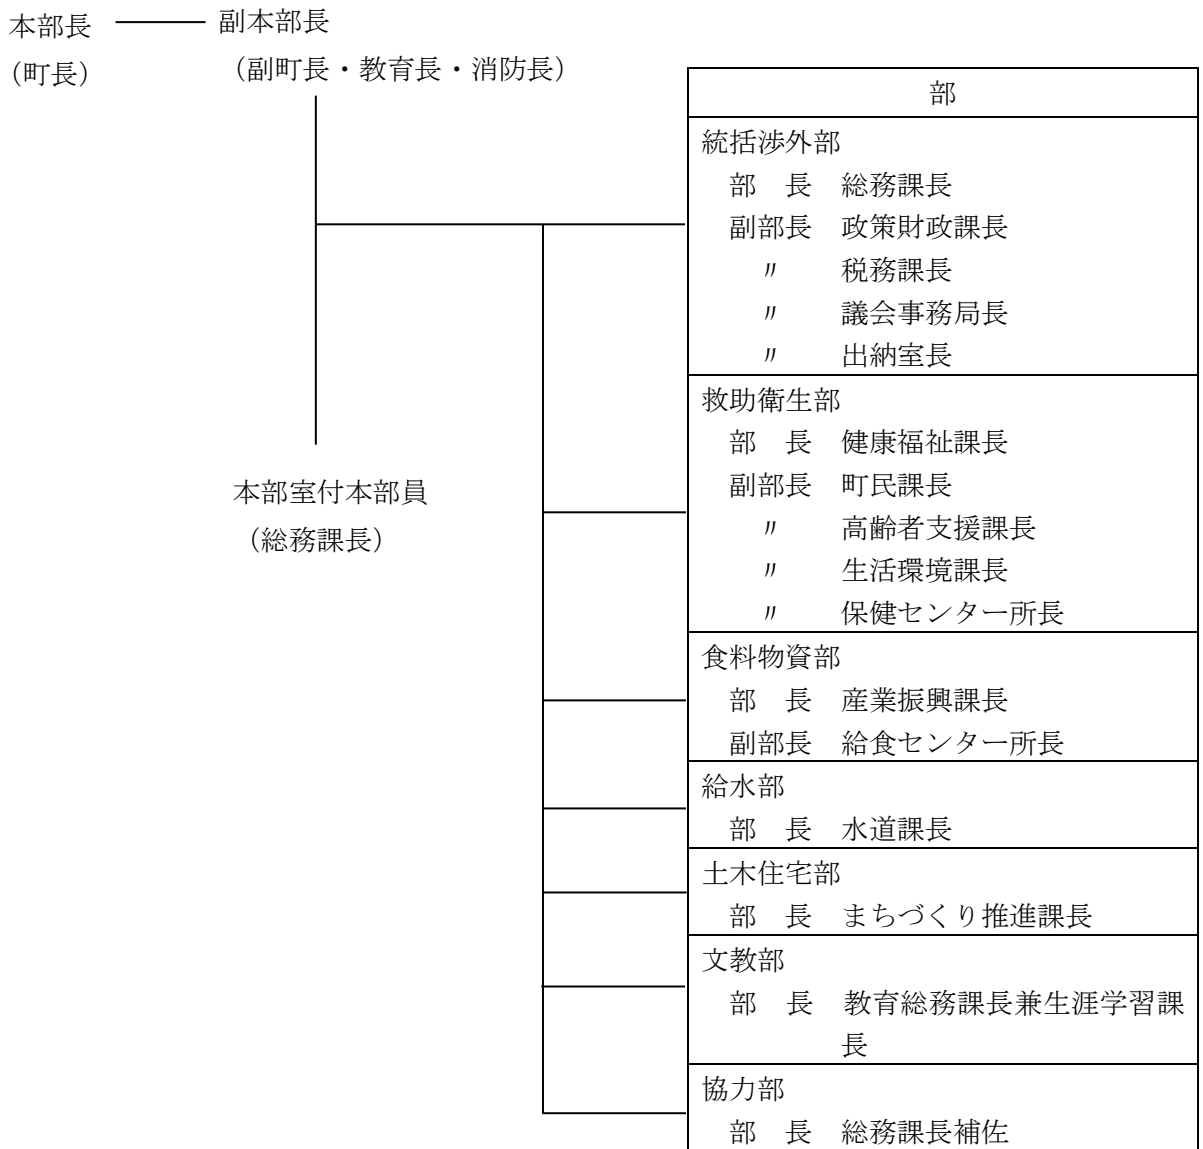 本部長 副本部長
(町長) (副町長・教育長・消防長)
本部室付本部員
(総務課長)
部
統括渉外部
部　長　総務課長
副部長　政策財政課長
〃　税務課長
〃　議会事務局長
〃　出納室長
救助衛生部
部　長　健康福祉課長
副部長　町民課長
〃　高齢者支援課長
〃　生活環境課長
〃　保健センター所長
食料物資部
部　長　産業振興課長
副部長　給食センター所長
給水部
部　長　水道課長
土木住宅部
部　長　まちづくり推進課長
文教部
部　長　教育総務課長兼生涯学習課
長
協力部
部　長　総務課長補佐